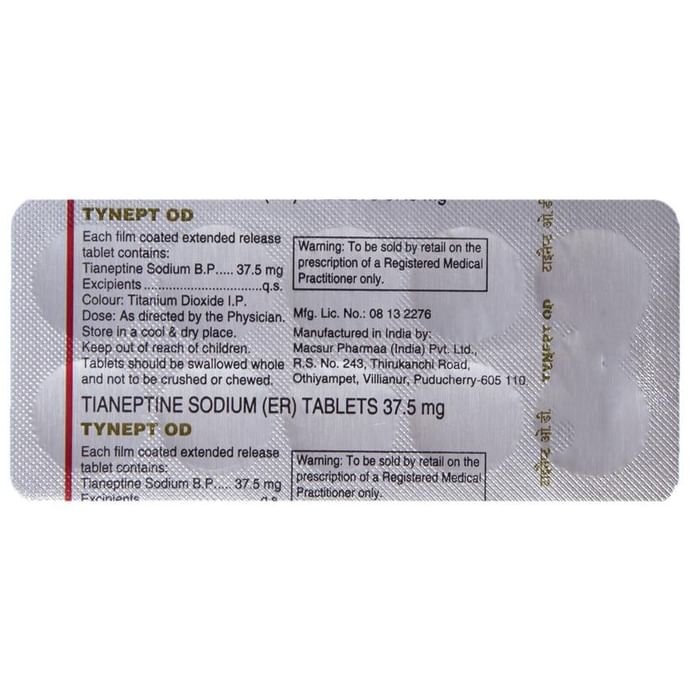 TYNEPT OD
Each film coated extended release
tablet contains:
Tianeptine Sodium B.P..... 37.5 mg
Excipients..............................q.s.
Colour: Titanium Dioxide I.P.
Dose: As directed by the Physician.
Store in a cool & dry place.
Keep out of reach of children.
Tablets should be swallowed whole
and not to be crushed or chewed.
Warning: To be sold by retail on the
prescription of a Registered Medical
Practitioner only.
Mfg. Lic. No.: 08 13 2276
Manufactured in India by:
Macsur Pharmaa (India) Pvt. Ltd.,
R.S. No. 243, Thirukanchi Road,
Othiyampet, Villianur, Puducherry-605 110
TIANEPTINE SODIUM (ER) TABLETS 37.5 mg
TYNEPT OD
Each film coated extended release
tablet contains:
Tianeptine Sodium B.P..... 37.5 mg
Excipients
q.s.
Warning: To be sold by retail on the
prescription of a Registered Medical
Practitioner only.
टाइनेप्ट ओ.डी.
TYNEPT OD
टाइनेप्ट ओ.डी.